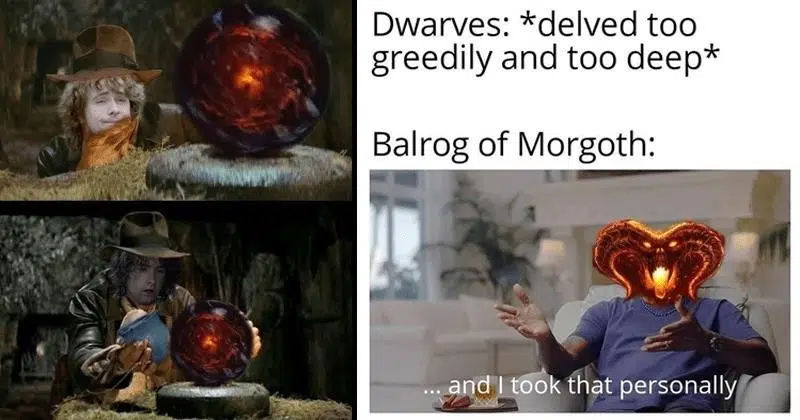 Dwarves: *delved too
greedily and too deep*
Balrog of Morgoth:
... and I took that personally